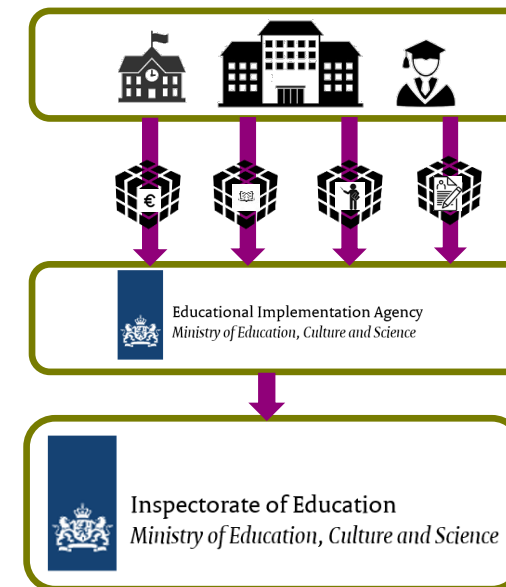 €
Educational Implementation Agency
Ministry of Education, Culture and Science
Inspectorate of Education
Ministry of Education, Culture and Science